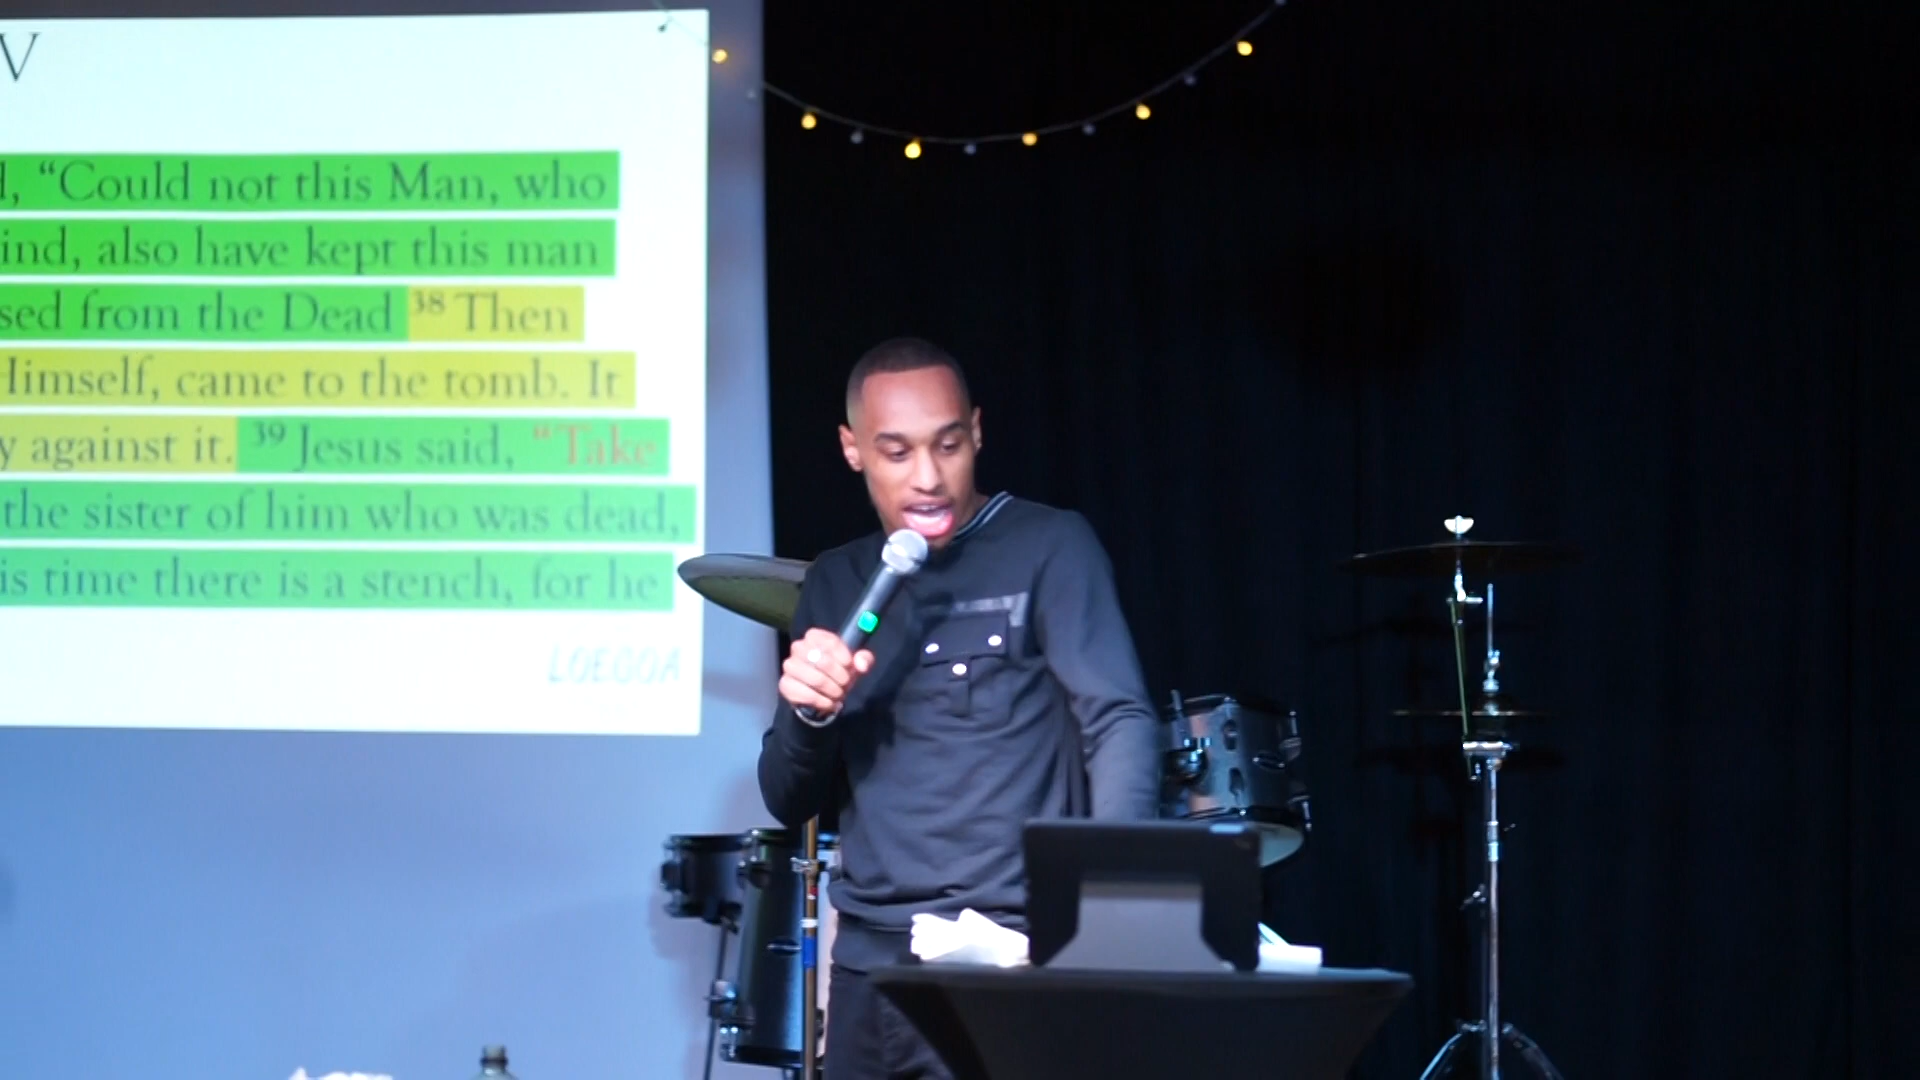 V
, “Could not this Man, who
ind, also have kept this man
sed from the Dead 38 Then
Himself, came to the tomb. It
y against it. 39 Jesus said, “Take
the sister of him who was dead,
is time there is a stench, for he